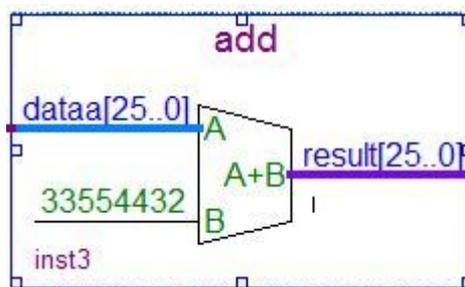 add
dataa[25..0]
A
A+B
result[25..0]
33554432
B
inst3